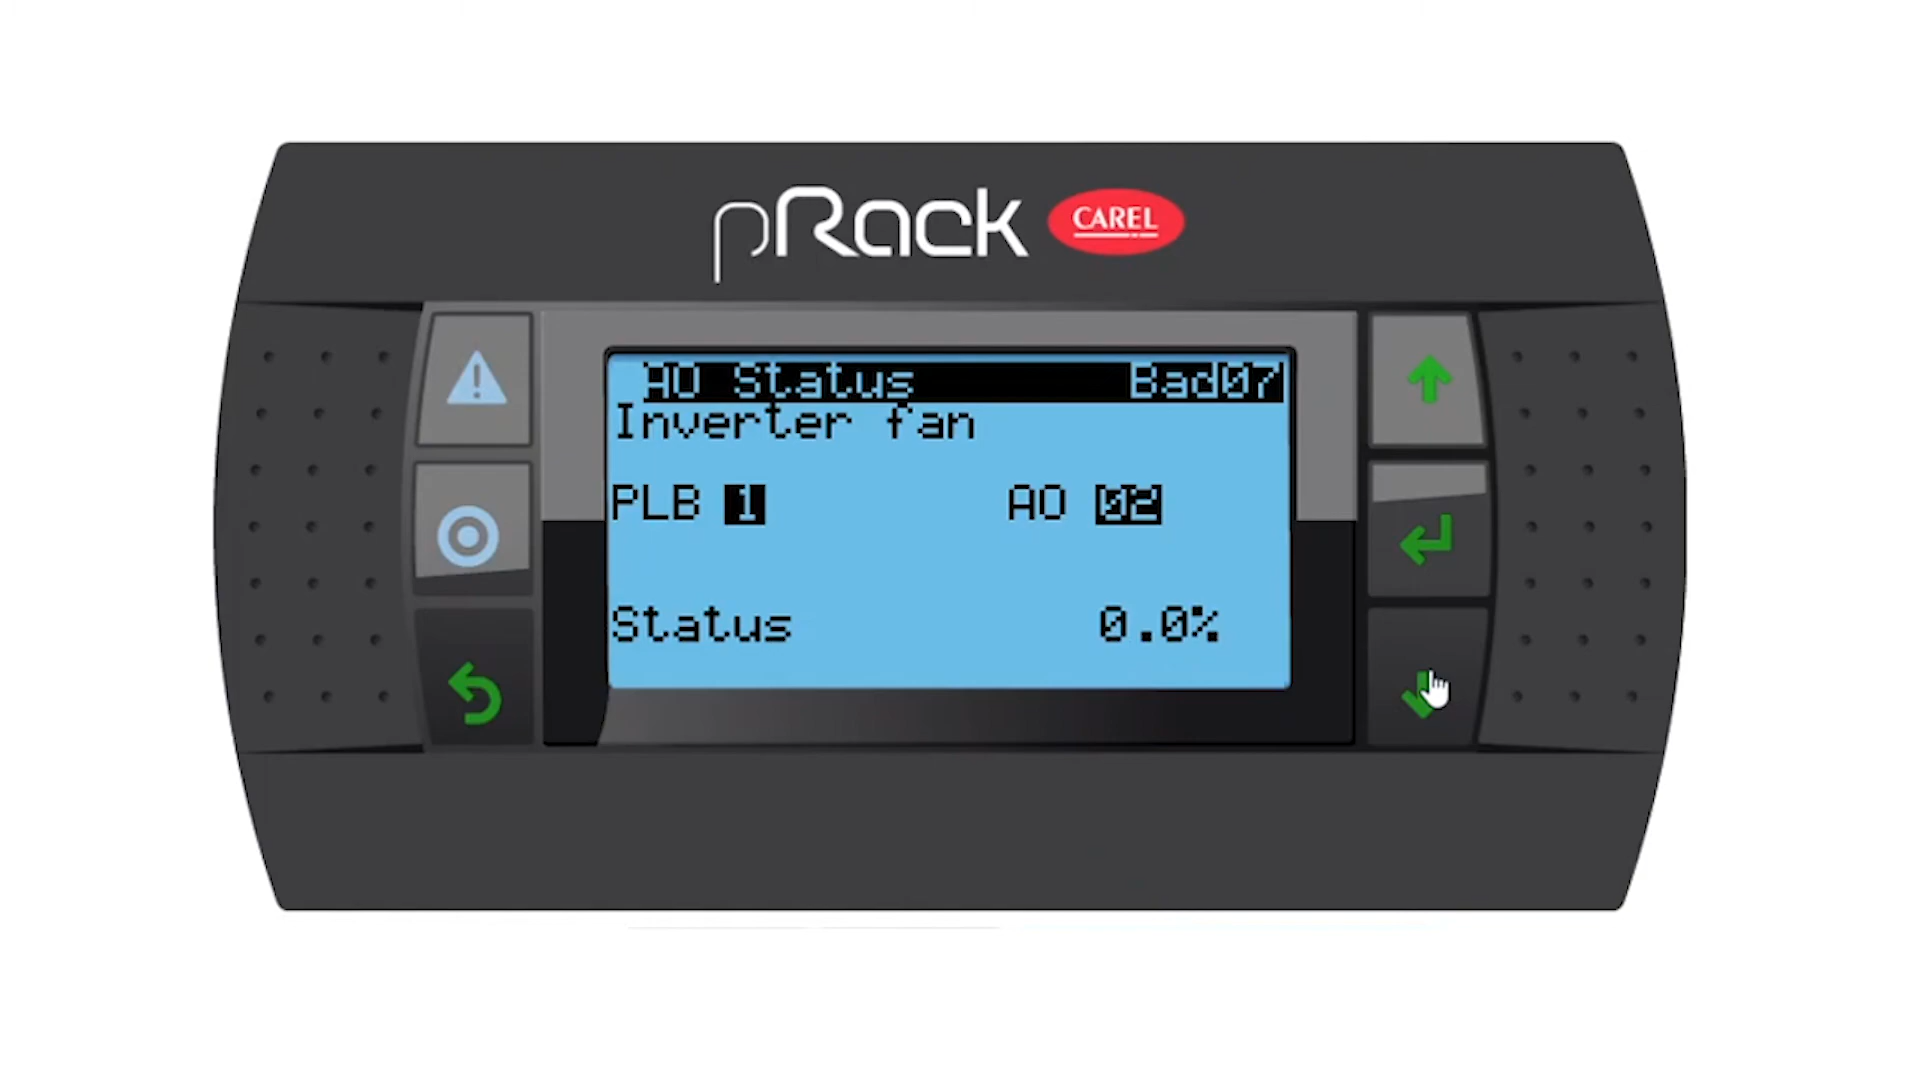 pRack CAREL
AO Status Bad07
Inverter fan
PLB 1 AO 02
Status 0.0%